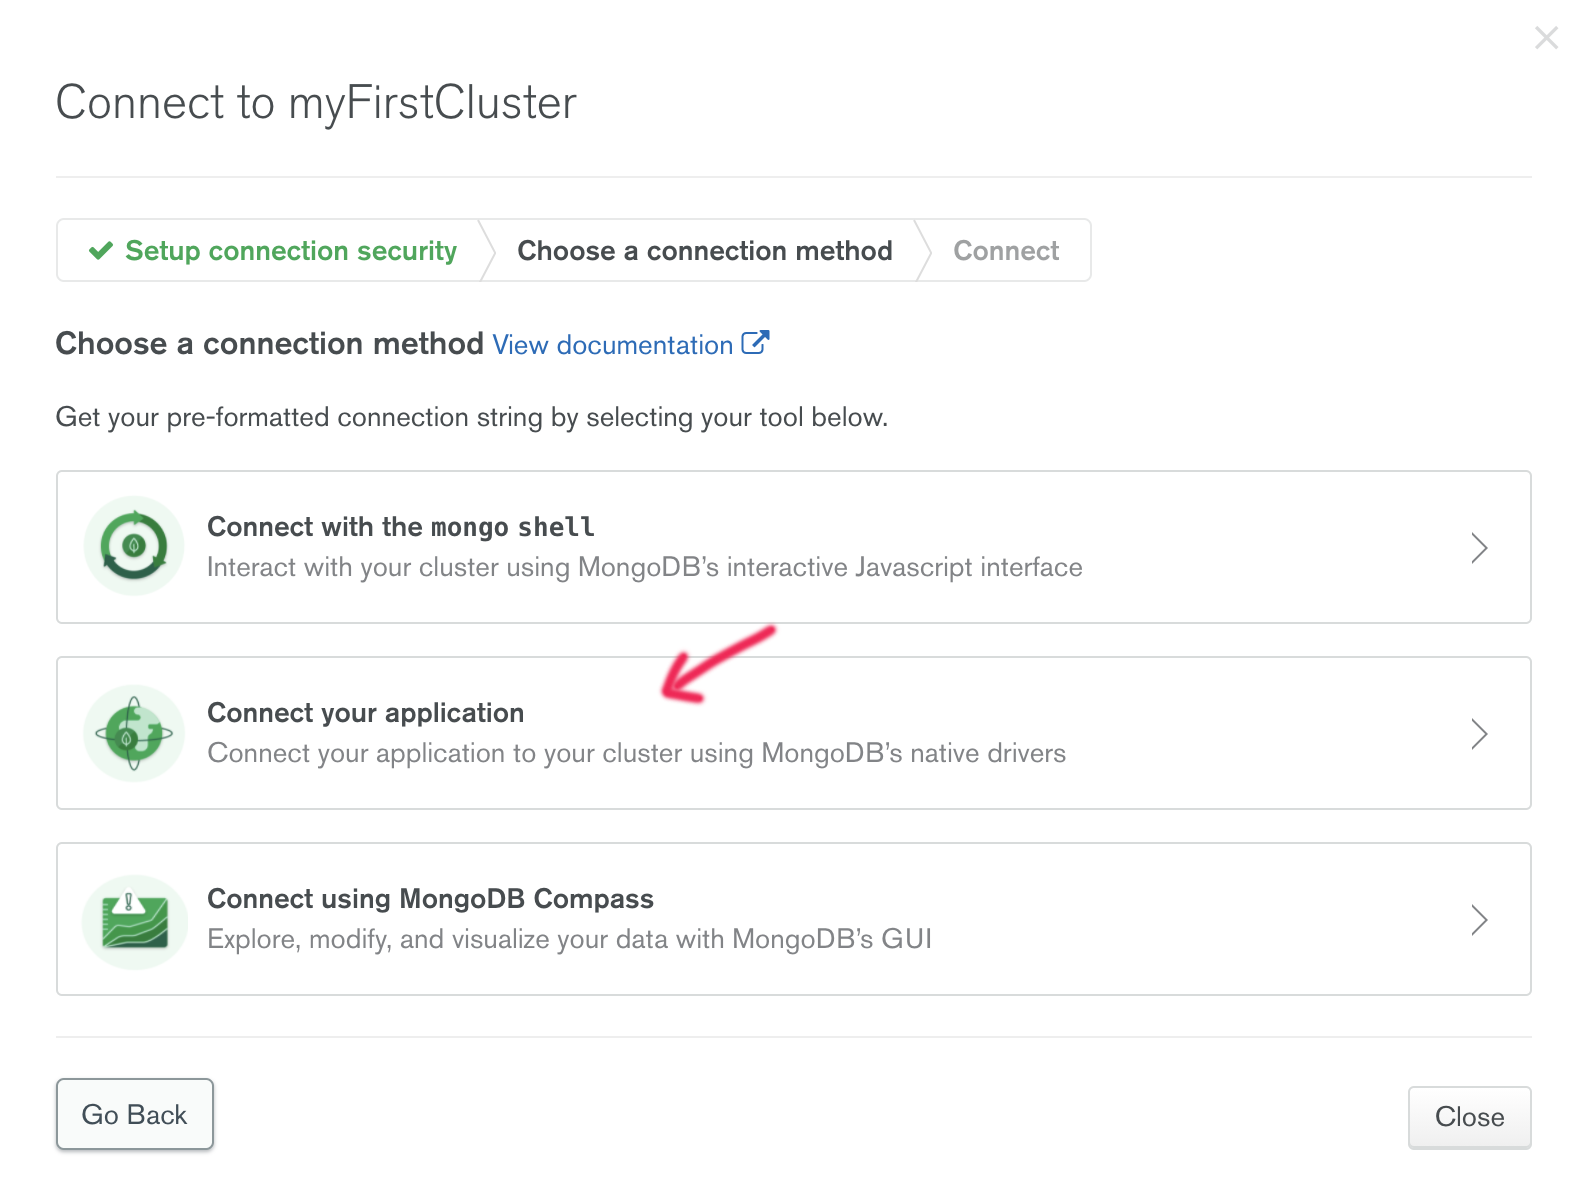 Connect to myFirstCluster
Setup connection security
Choose a connection method
Connect
Choose a connection method View documentation
Get your pre-formatted connection string by selecting your tool below.
Connect with the mongo shell
Interact with your cluster using MongoDB’s interactive Javascript interface
Connect your application
Connect your application to your cluster using MongoDB’s native drivers
Connect using MongoDB Compass
Explore, modify, and visualize your data with MongoDB’s GUI
Go Back
Close